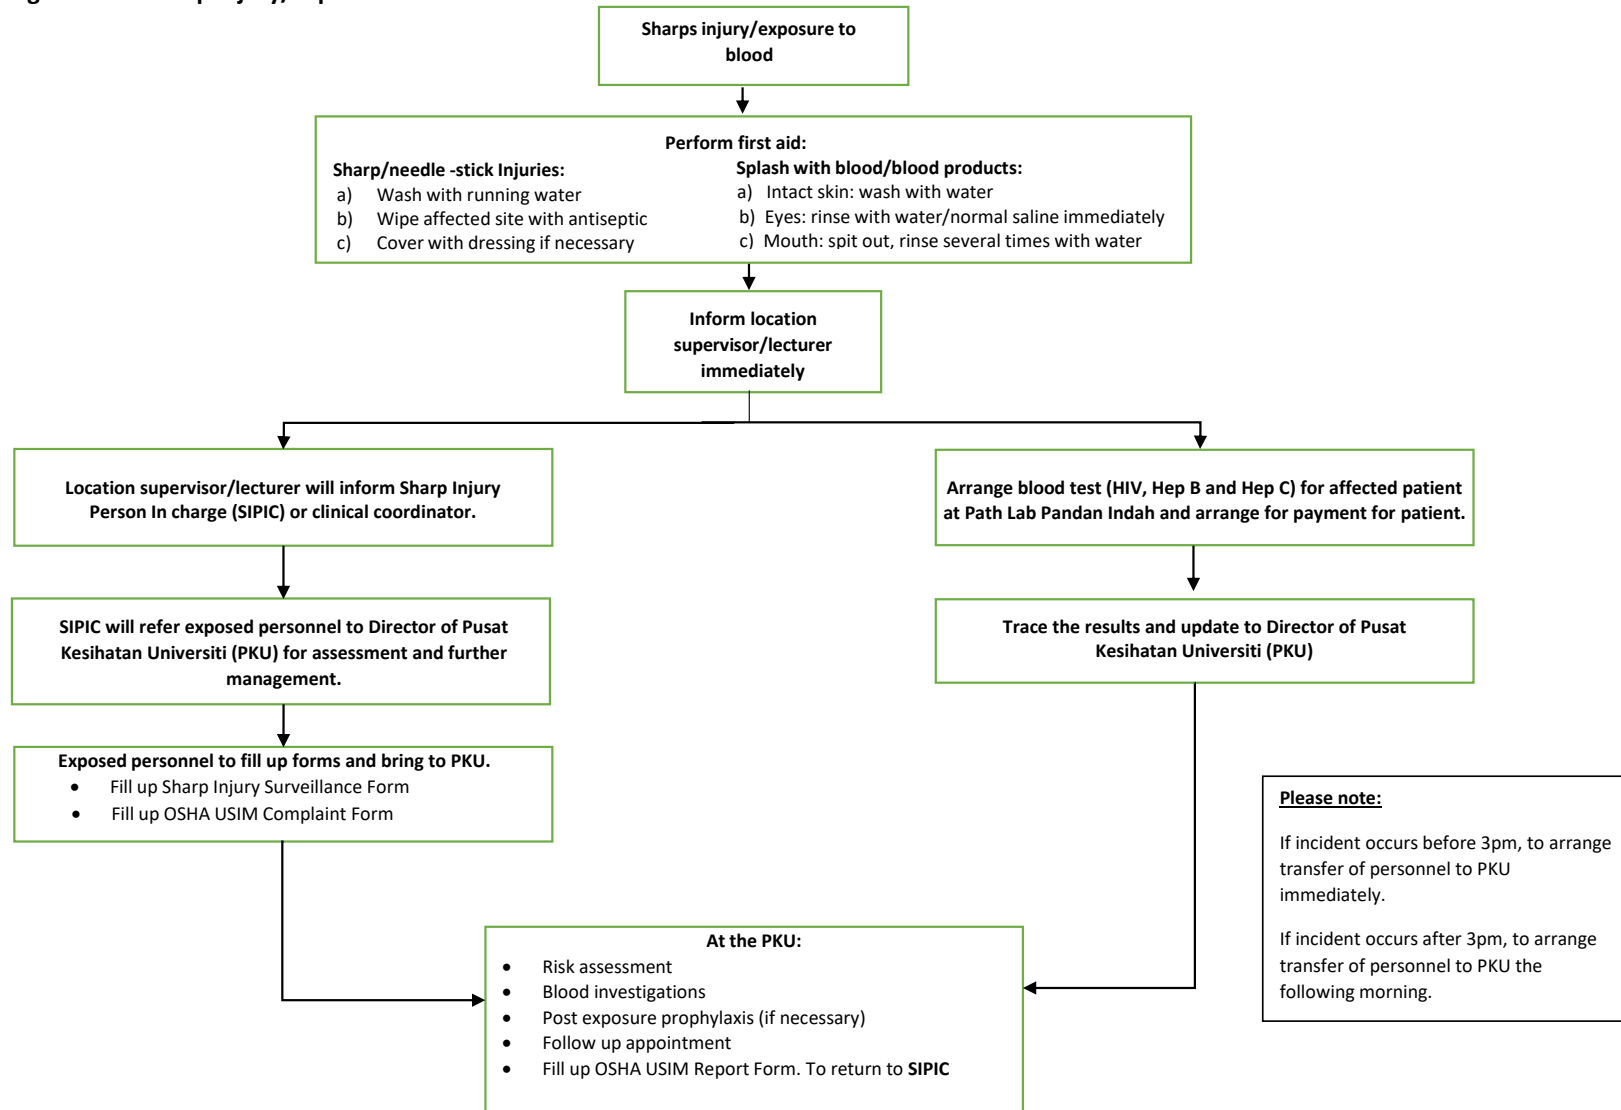 Sharps injury/exposure to
blood
Perform first aid:
Sharp/needle -stick Injuries:
a) Wash with running water
b) Wipe affected site with antiseptic
c) Cover with dressing if necessary
Splash with blood/blood products:
a) Intact skin: wash with water
b) Eyes: rinse with water/normal saline immediately
c) Mouth: spit out, rinse several times with water
Inform location
supervisor/lecturer
immediately
Location supervisor/lecturer will inform Sharp Injury
Person In charge (SIPIC) or clinical coordinator.
Arrange blood test (HIV, Hep B and Hep C) for affected patient
at Path Lab Pandan Indah and arrange for payment for patient.
SIPIC will refer exposed personnel to Director of Pusat
Kesihatan Universiti (PKU) for assessment and further
management.
Trace the results and update to Director of Pusat
Kesihatan Universiti (PKU)
Exposed personnel to fill up forms and bring to PKU.
• Fill up Sharp Injury Surveillance Form
• Fill up OSHA USIM Complaint Form
Please note:
If incident occurs before 3pm, to arrange
transfer of personnel to PKU
immediately.
If incident occurs after 3pm, to arrange
transfer of personnel to PKU the
following morning.
At the PKU:
• Risk assessment
• Blood investigations
• Post exposure prophylaxis (if necessary)
• Follow up appointment
• Fill up OSHA USIM Report Form. To return to SIPIC